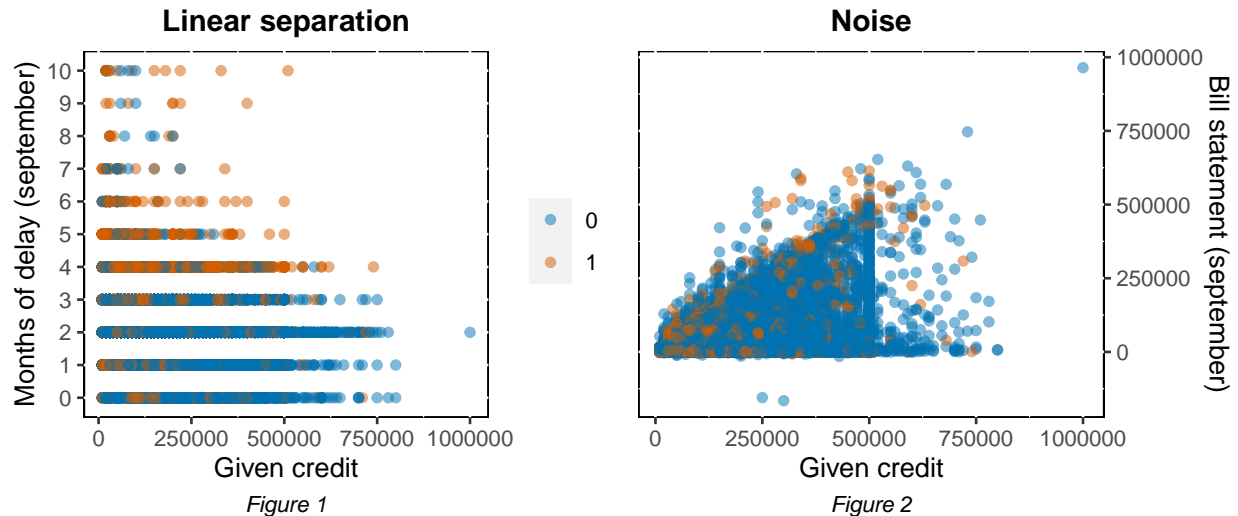 Linear separation
Months of delay (september)
10
9
8
7
6
5
4
3
2
1
0
0 250000 500000 750000 1000000
Given credit
Figure 1
0
1
Noise
1000000
750000
500000
250000
0
Bill statement (september)
0 250000 500000 750000 1000000
Given credit
Figure 2